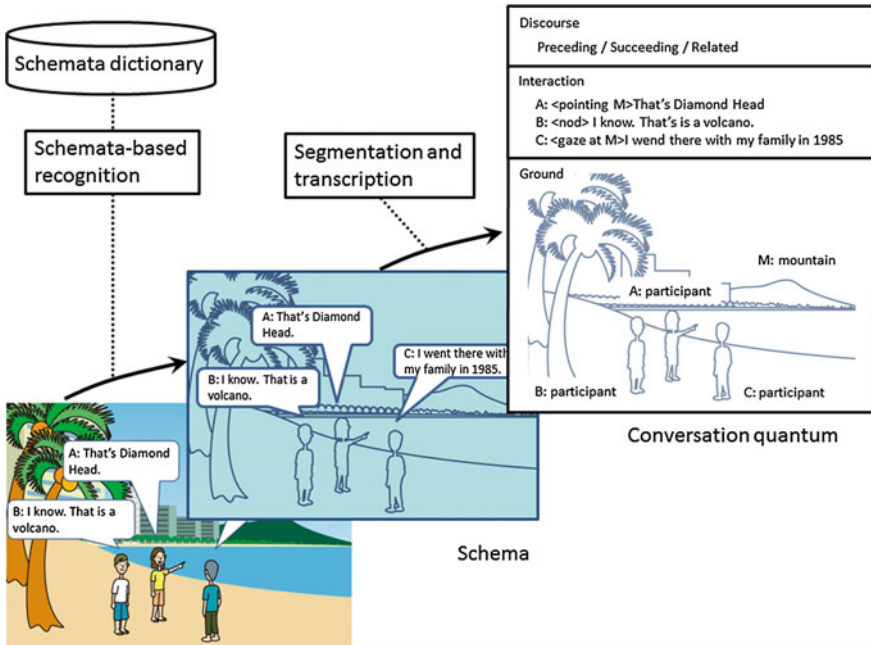 Schemata dictionary
Schemata-based
recognition
Segmentation and
transcription
Discourse
Preceding / Succeeding / Related
Interaction
A: <pointing M>That's Diamond Head
B: <nod> I know. That's is a volcano.
C: <gaze at M>I wend there with my family in 1985
Ground
M: mountain
A: participant
B: participant
C: participant
Conversation quantum
A: That's Diamond
Head.
C: I went there with
my family in 1985.
B: I know. That is a
volcano.
Schema
A: That's Diamond
Head.
B: I know. That is a
volcano.